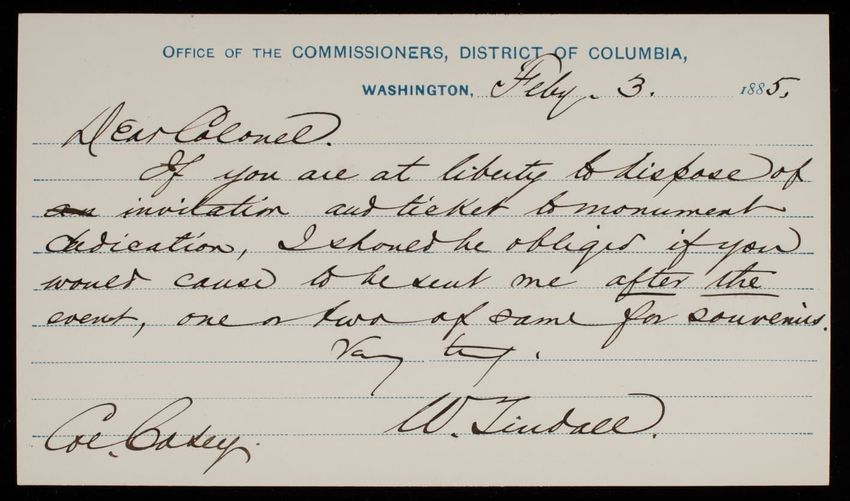 OFFICE OF THE COMMISSIONERS, DISTRICT OF COLUMBIA,
WASHINGTON, Feby. 3. 1885.
Dear Colonel.
If you are at liberty to dispose of
an invitation and ticket to monument
dedication, I should be obliged if you
would cause to be sent me after the
event, one or two of same for souvenirs.
Very truly.
W. Tindall.
Col. Casey.